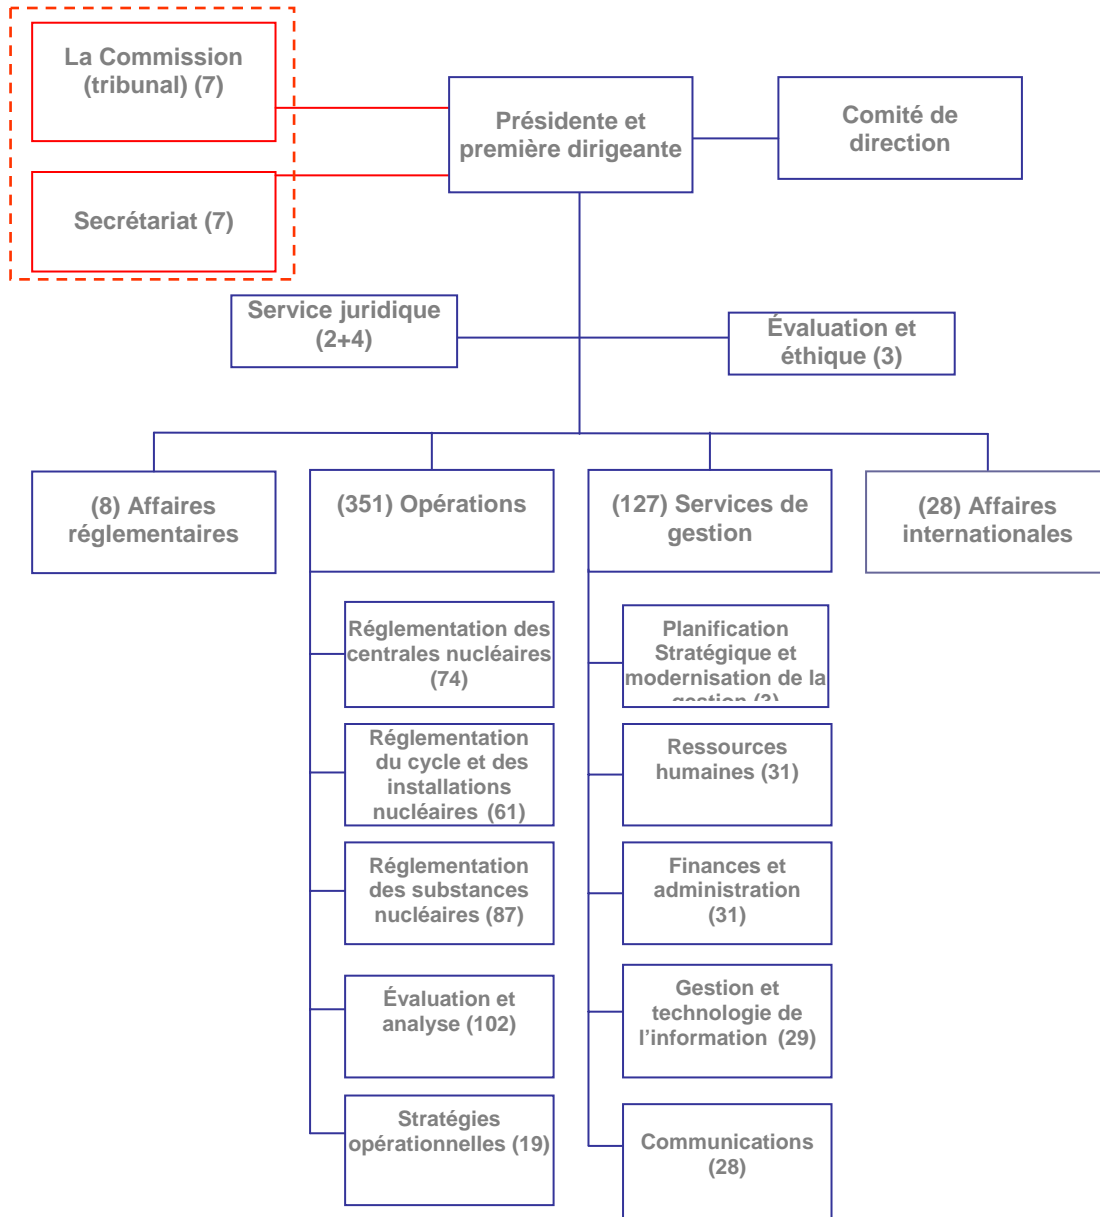 La Commission
(tribunal) (7)
Secrétariat (7)
Présidente et
première dirigeante
Comité de
direction
Service juridique
(2+4)
Évaluation et
éthique (3)
(8) Affaires
réglementaires
(351) Opérations
(127) Services de
gestion
(28) Affaires
internationales
Réglementation des
centrales nucléaires
(74)
Réglementation
du cycle et des
installations
nucléaires (61)
Réglementation
des substances
nucléaires (87)
Évaluation et
analyse (102)
Stratégies
opérationnelles (19)
Planification
Stratégique et
modernisation de la
gestion (3)
Ressources
humaines (31)
Finances et
administration
(31)
Gestion et
technologie de
l’information (29)
Communications
(28)